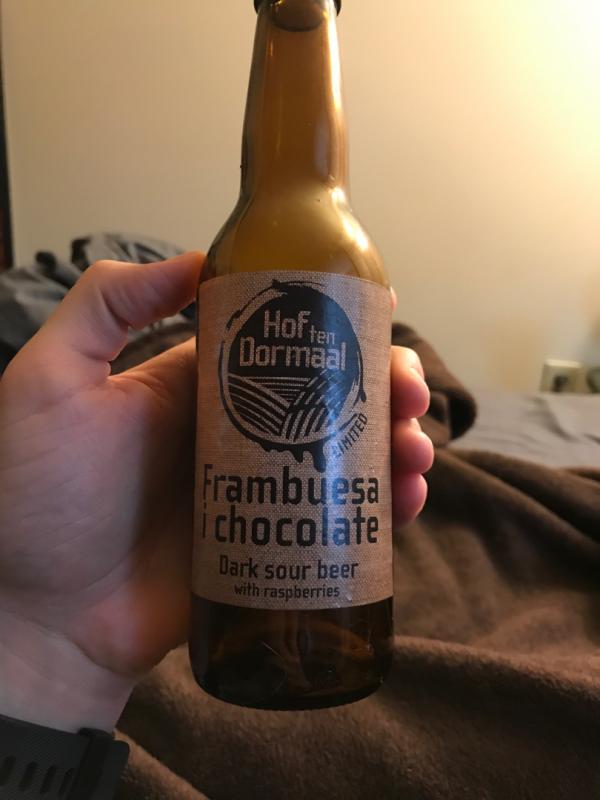 Hof ten
Dormaal
LIMITED
Frambuesa
i chocolate
Dark sour beer
with raspberries